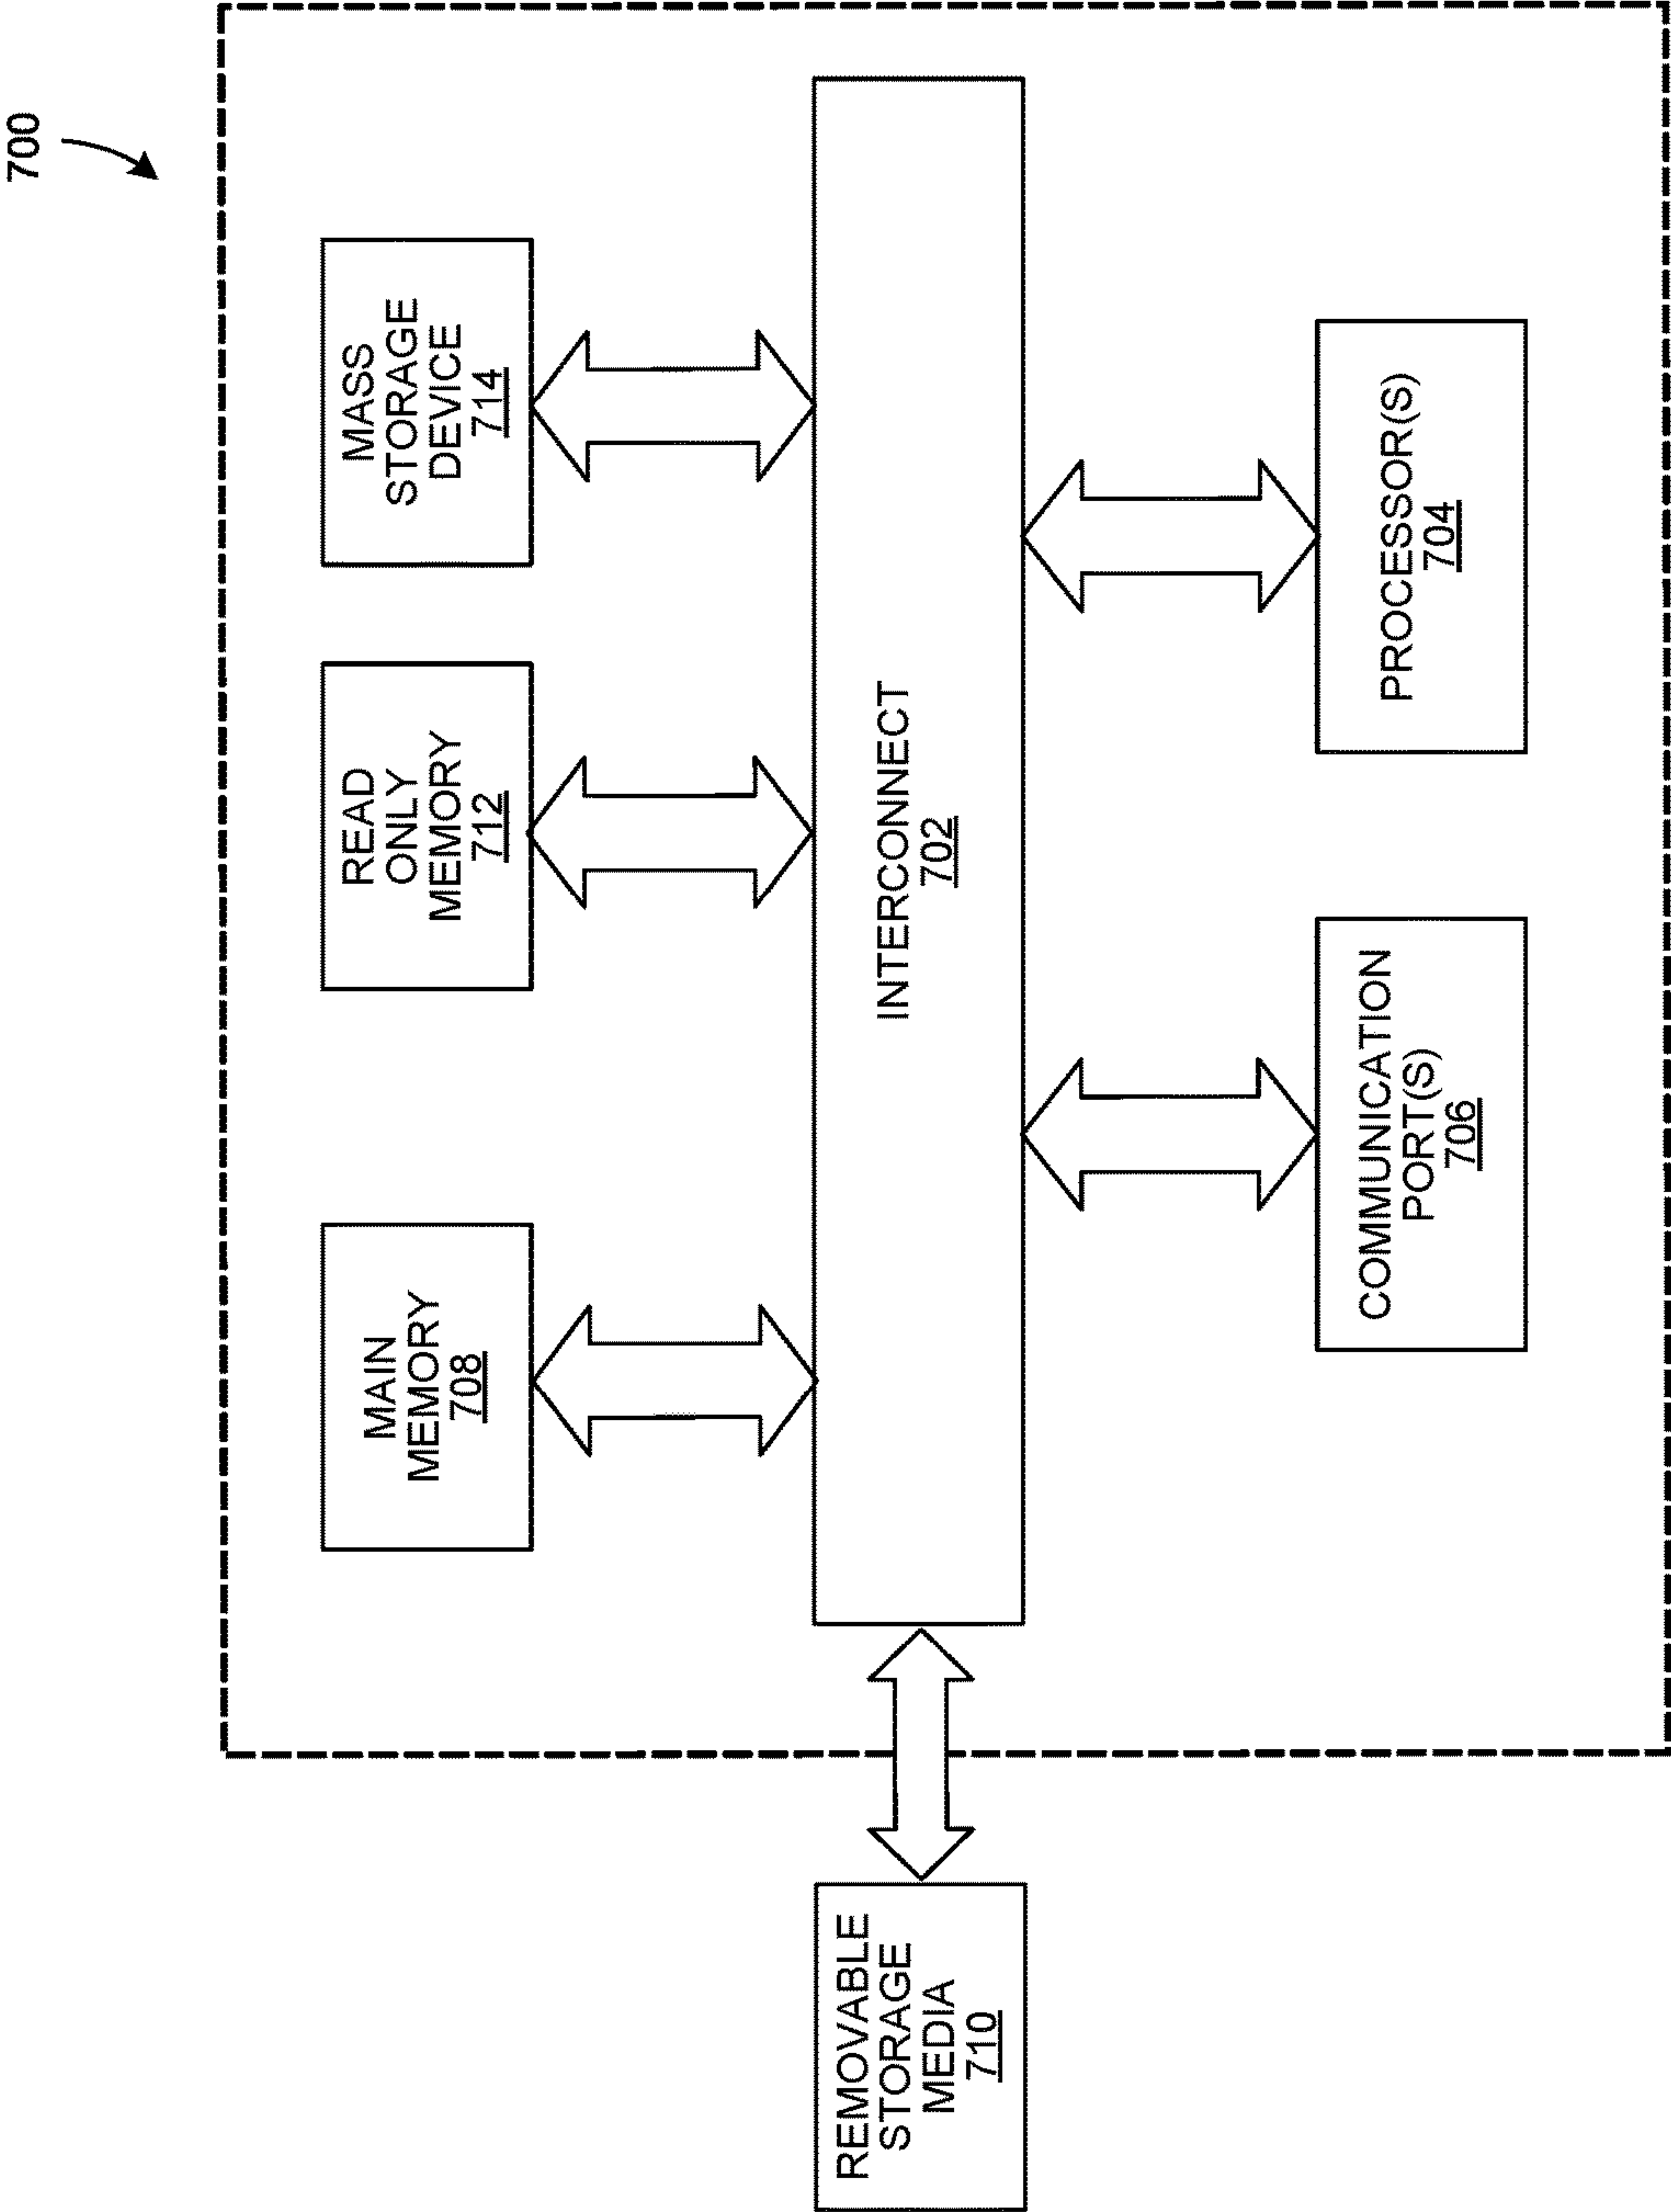 700
MAIN
MEMORY
708
READ
ONLY
MEMORY
712
MASS
STORAGE
DEVICE
714
REMOVABLE
STORAGE
MEDIA
710
INTERCONNECT
702
COMMUNICATION
PORT(S)
706
PROCESSOR(S)
704